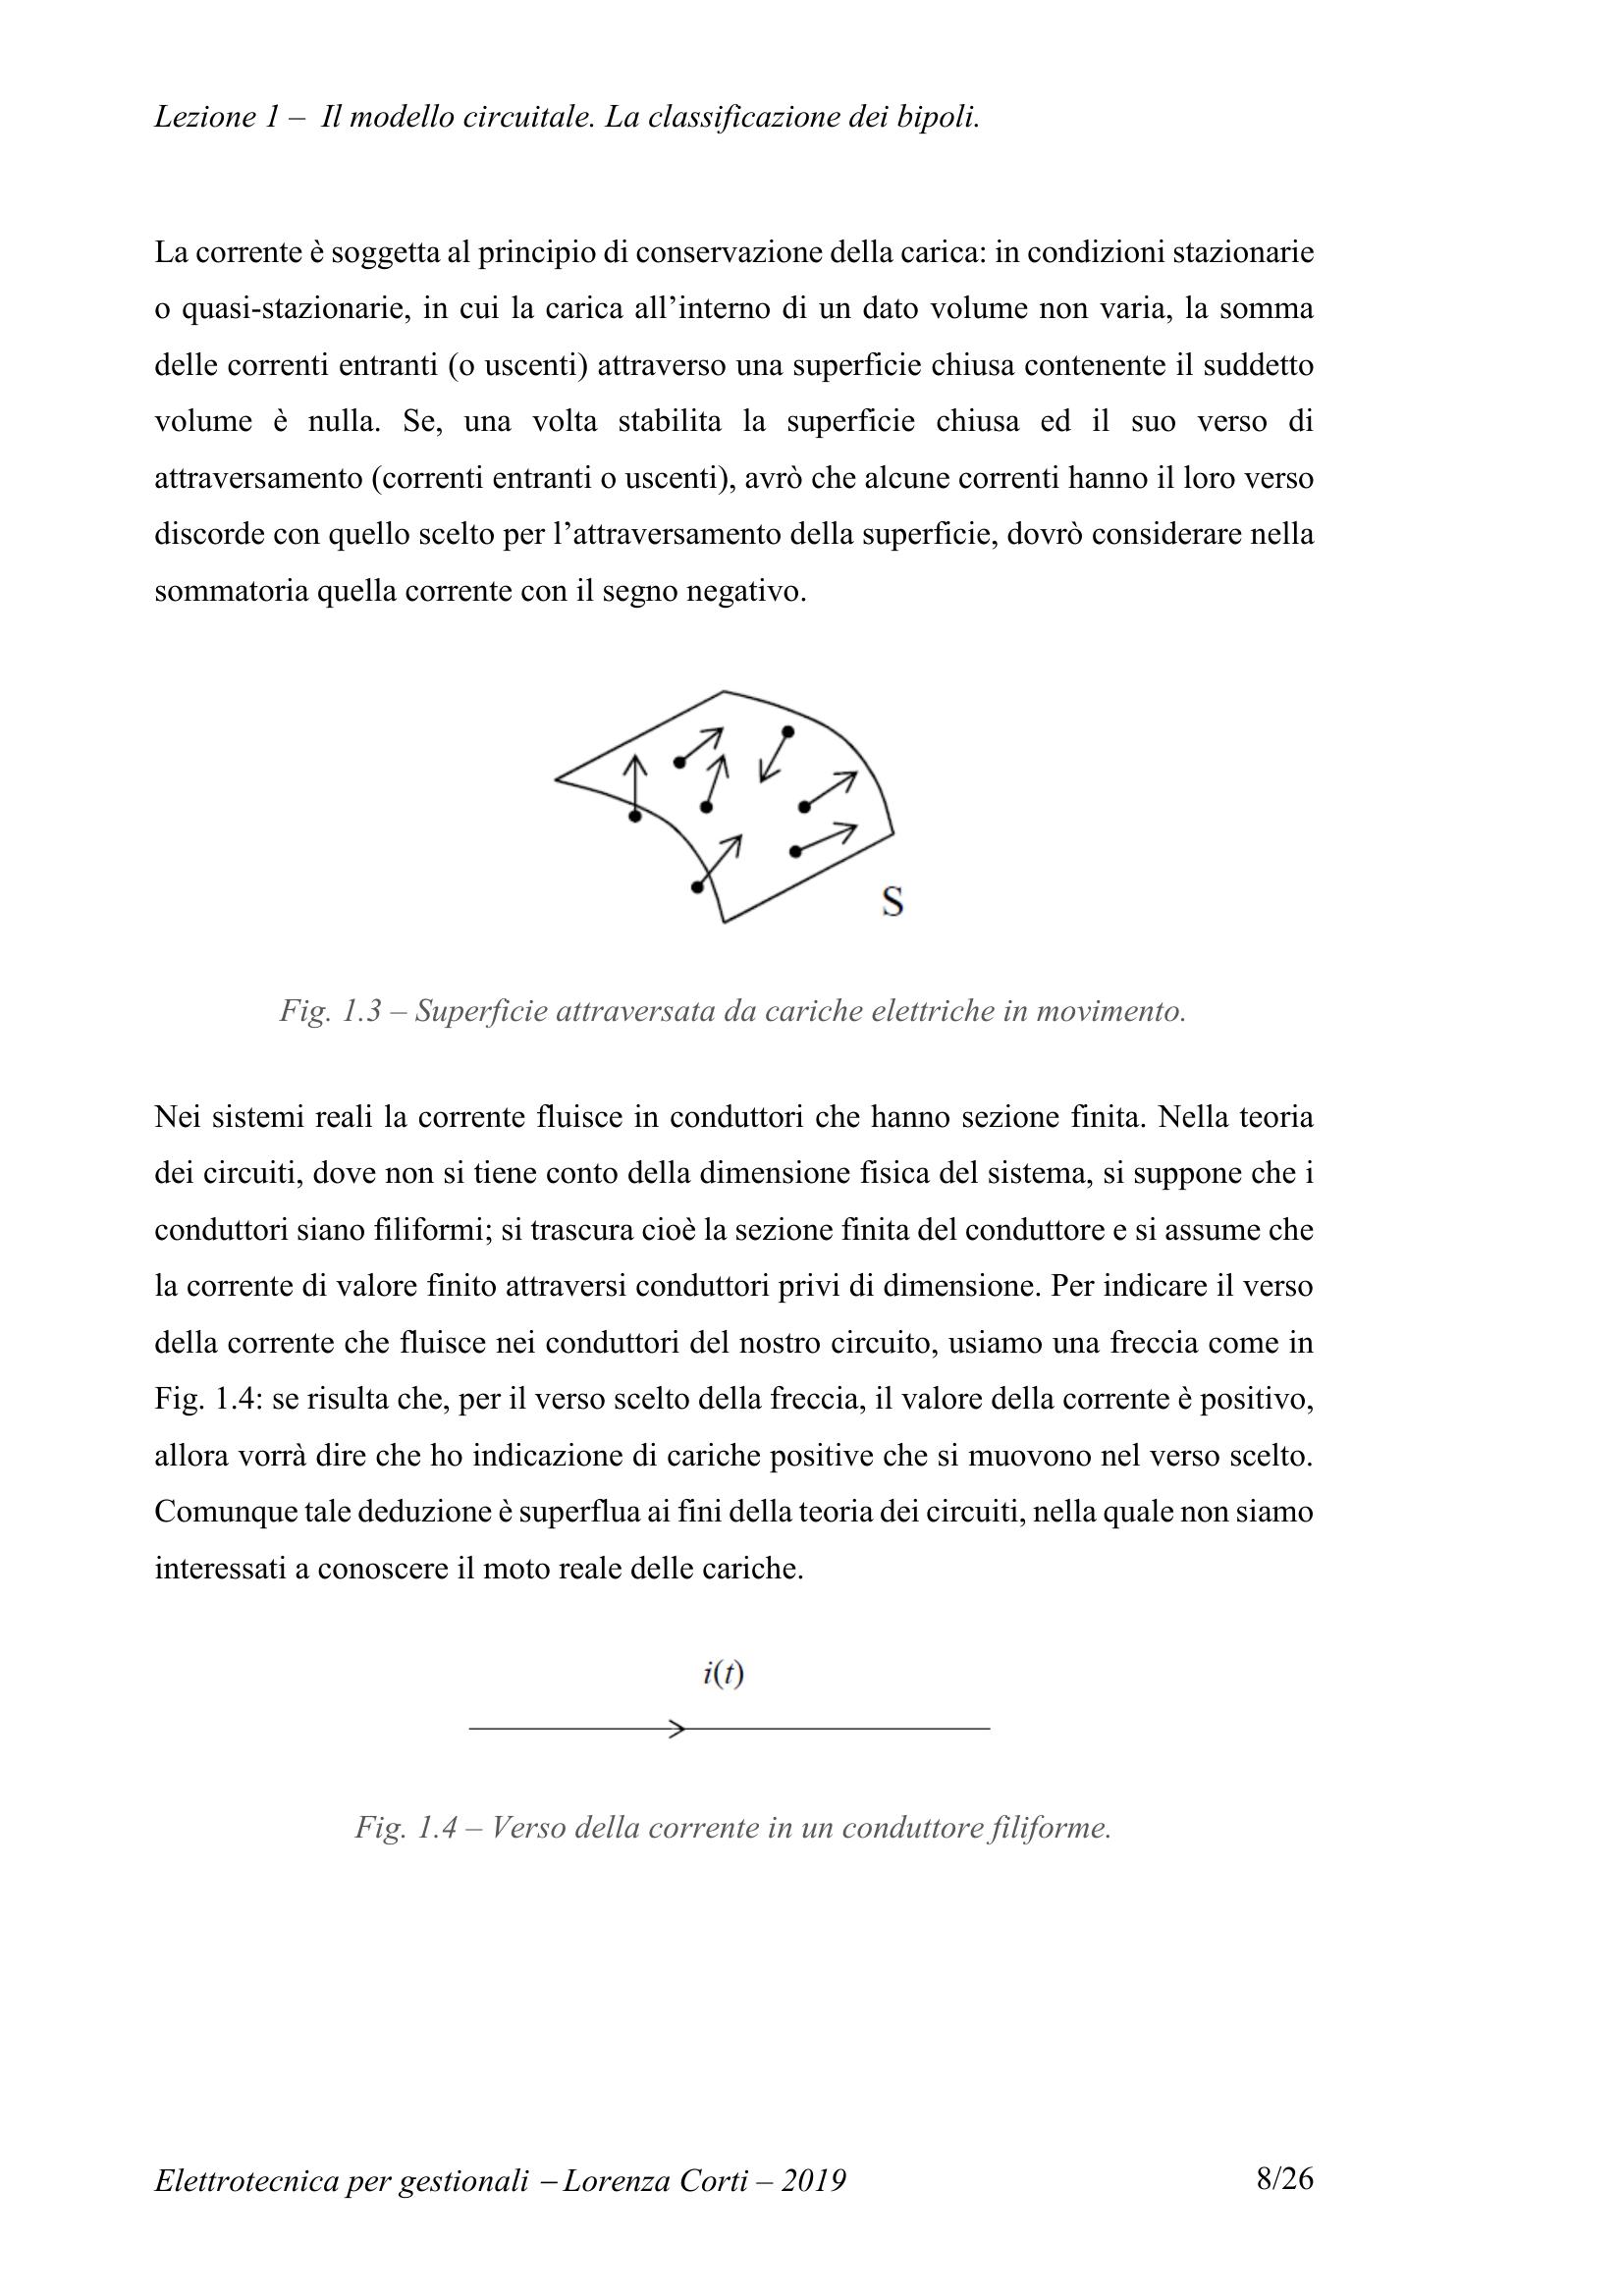 Lezione 1 – Il modello circuitale. La classificazione dei bipoli.
La corrente è soggetta al principio di conservazione della carica: in condizioni stazionarie
o quasi-stazionarie, in cui la carica all’interno di un dato volume non varia, la somma
delle correnti entranti (o uscenti) attraverso una superficie chiusa contenente il suddetto
volume è nulla. Se, una volta stabilita la superficie chiusa ed il suo verso di
attraversamento (correnti entranti o uscenti), avrò che alcune correnti hanno il loro verso
discorde con quello scelto per l’attraversamento della superficie, dovrò considerare nella
sommatoria quella corrente con il segno negativo.
S
Fig. 1.3 – Superficie attraversata da cariche elettriche in movimento.
Nei sistemi reali la corrente fluisce in conduttori che hanno sezione finita. Nella teoria
dei circuiti, dove non si tiene conto della dimensione fisica del sistema, si suppone che i
conduttori siano filiformi; si trascura cioè la sezione finita del conduttore e si assume che
la corrente di valore finito attraversi conduttori privi di dimensione. Per indicare il verso
della corrente che fluisce nei conduttori del nostro circuito, usiamo una freccia come in
Fig. 1.4: se risulta che, per il verso scelto della freccia, il valore della corrente è positivo,
allora vorrà dire che ho indicazione di cariche positive che si muovono nel verso scelto.
Comunque tale deduzione è superflua ai fini della teoria dei circuiti, nella quale non siamo
interessati a conoscere il moto reale delle cariche.
i(t)
Fig. 1.4 – Verso della corrente in un conduttore filiforme.
Elettrotecnica per gestionali – Lorenza Corti – 2019 8/26